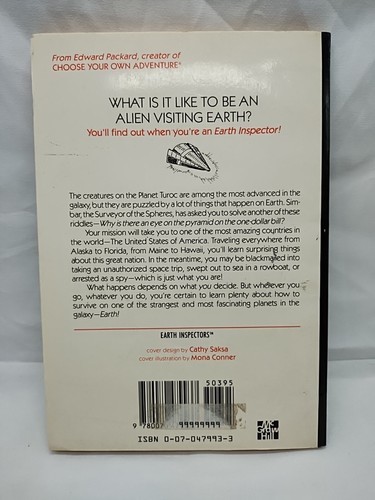 From Edward Packard, creator of
CHOOSE YOUR OWN ADVENTURE®
WHAT IS IT LIKE TO BE AN
ALIEN VISITING EARTH?
You'll find out when you're an Earth Inspector!
The creatures on the Planet Turoc are among the most advanced in the
galaxy, but they are puzzled by a lot of things that happen on Earth. Sim-
bar, the Surveyor of the Spheres, has asked you to solve another of these
riddles—Why is there an eye on the pyramid on the one-dollar bill?
Your mission will take you to one of the most amazing countries in
the world—The United States of America. Traveling everywhere from
Alaska to Florida, from Maine to Hawaii, you'll learn surprising things
about this great nation. In the meantime, you may be blackmailed into
taking an unauthorized space trip, swept out to sea in a rowboat, or
arrested as a spy—which is just what you are!
What happens depends on what you decide. But wherever you
go, whatever you do, you're certain to learn plenty about how to
survive on one of the strangest and most fascinating planets in the
galaxy—Earth!
EARTH INSPECTORS™
cover design by Cathy Saksa
cover illustration by Mona Conner
50395
9 78007 99999999
Mc
Graw
Hill
ISBN 0-07-047993-3